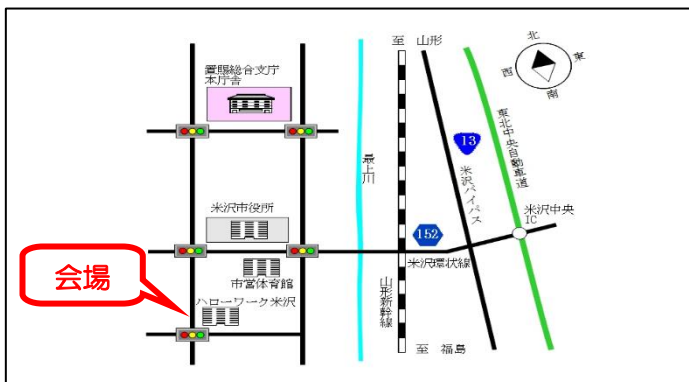 至 山形
北
東
西
南
置賜総合支庁
本庁舎
13
東北中央自動車道
最上川
米沢バイパス
米沢市役所
152
米沢中央
IC
米沢環状線
会場
市営体育館
ハローワーク米沢
山形新幹線
至 福島